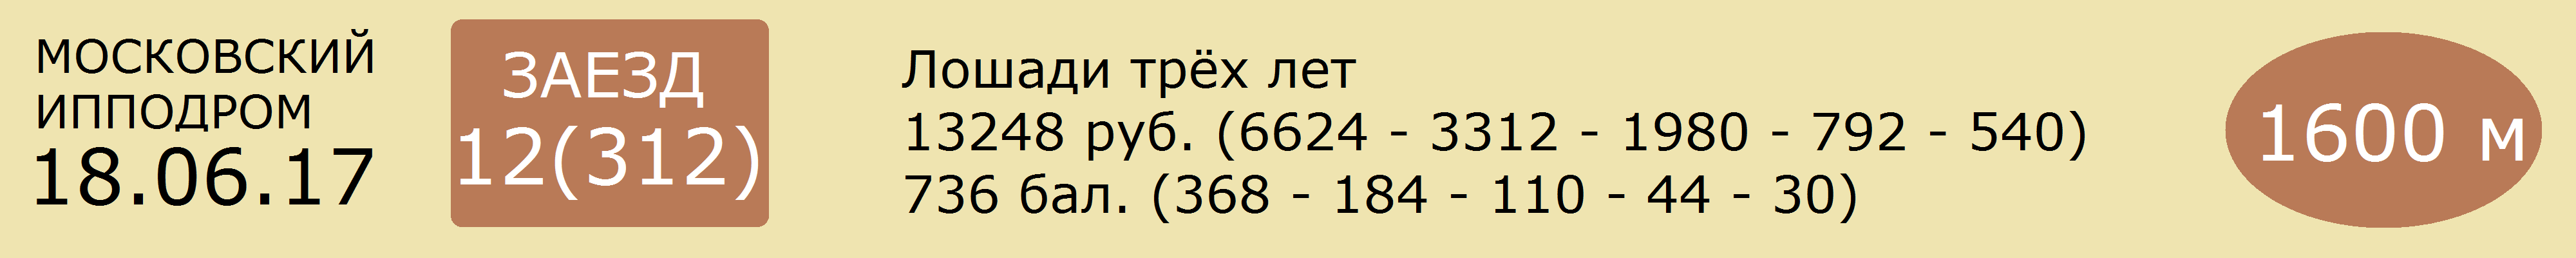 МОСКОВСКИЙ
ИППОДРОМ
18.06.17
ЗАЕЗД
12(312)
Лошади трёх лет
13248 руб. (6624 - 3312 - 1980 - 792 - 540)
736 бал. (368 - 184 - 110 - 44 - 30)
1600 м